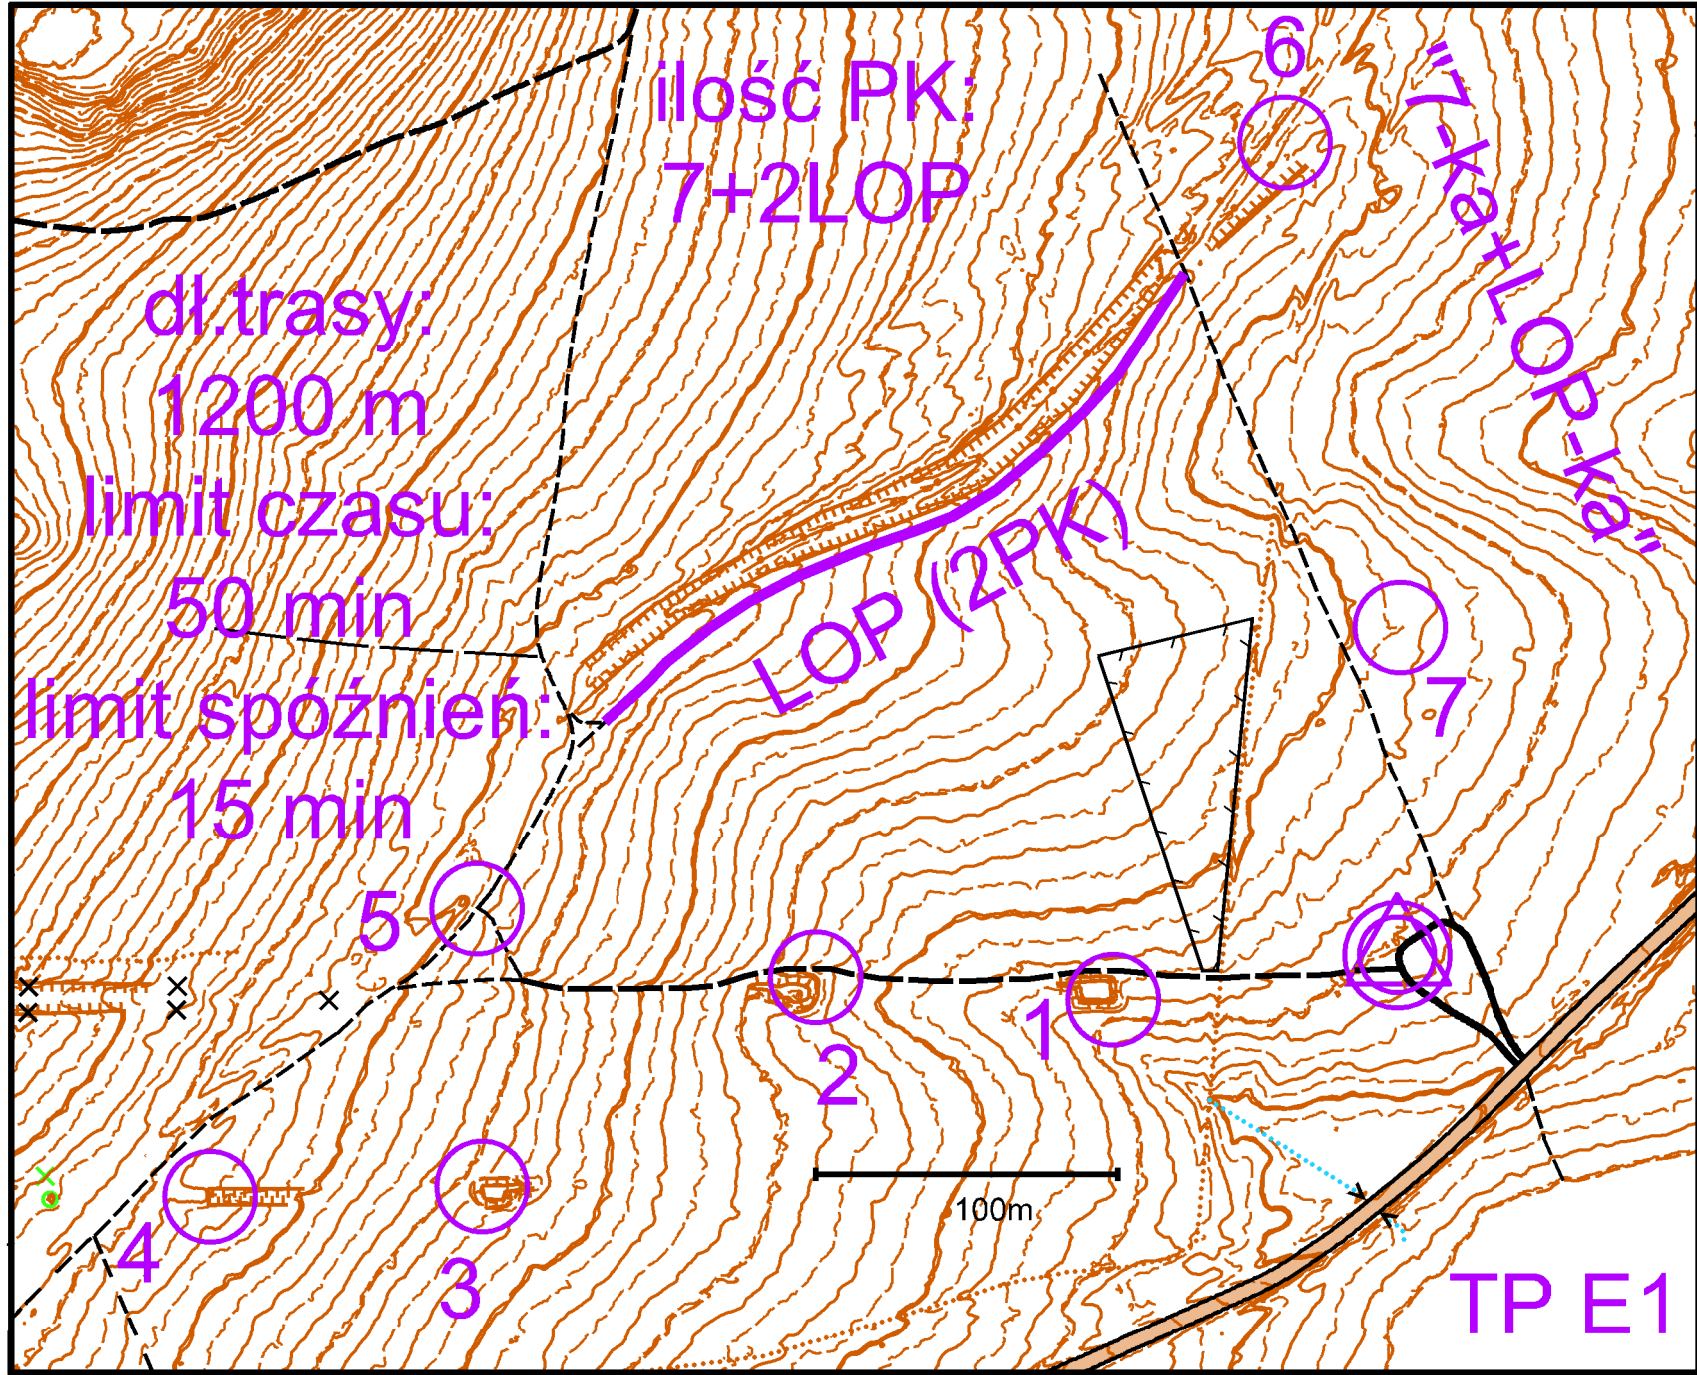 ilość PK:
7+2LOP
6
"7-ka+LOP-ka"
dł.trasy:
1200 m
limit czasu:
50 min
limit spóźnień:
15 min
LOP (2PK)
7
5
1
2
4
3
100m
TP E1